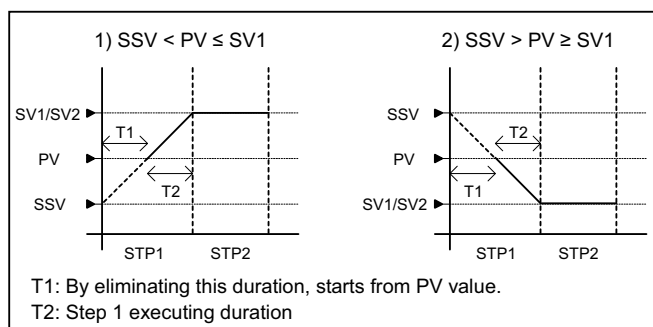 1) SSV < PV ≤ SV1
SV1/SV2
T1
PV
T2
SSV
STP1
STP2
2) SSV > PV ≥ SV1
SSV
T2
PV
T1
SV1/SV2
STP1
STP2
T1: By eliminating this duration, starts from PV value.
T2: Step 1 executing duration